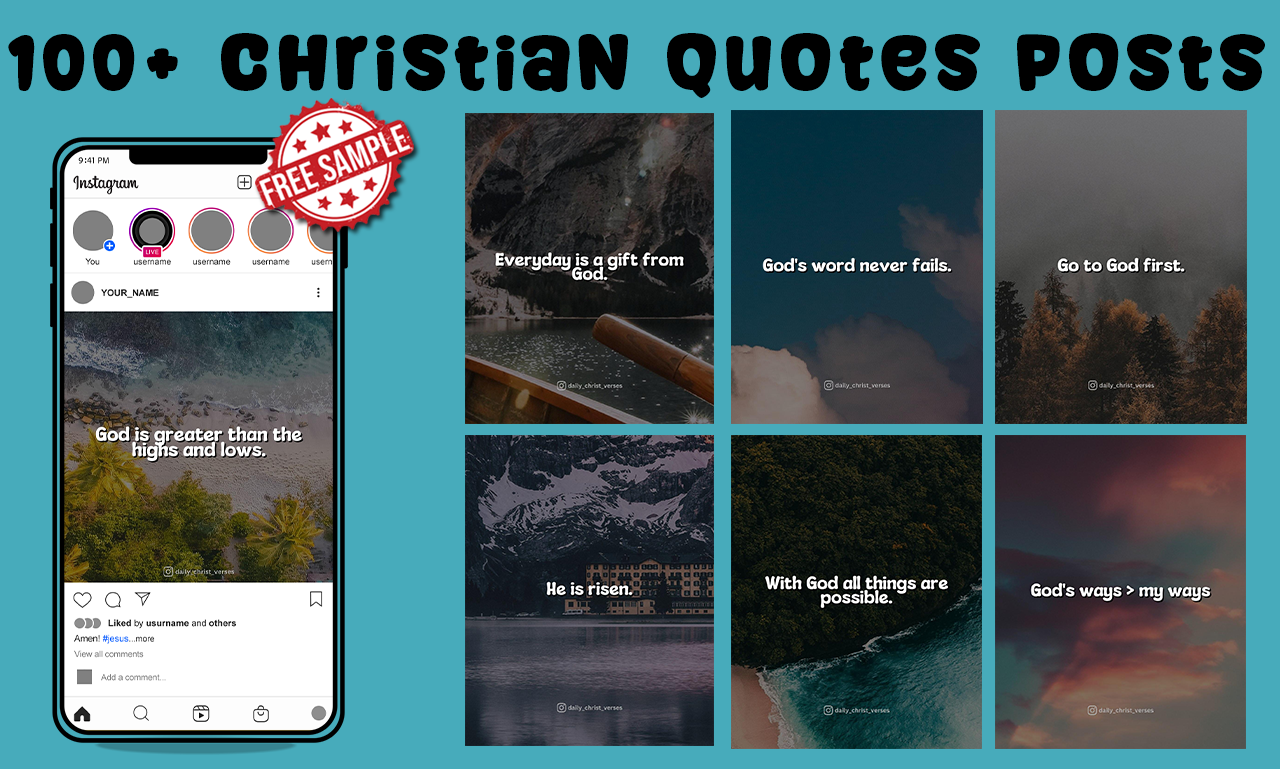 100+ Christian Quotes Posts
FREE SAMPLE
9:41 PM
Instagram
LIVE
You
username
username
username
usern
YOUR_NAME
God is greater than the
highs and lows.
daily_christ_verses
Liked by usurname and others
Amen! #jesus...more
View all comments
Add a comment...
Everyday is a gift from
God.
daily_christ_verses
God's word never fails.
daily_christ_verses
Go to God first.
daily_christ_verses
He is risen.
daily_christ_verses
With God all things are
possible.
daily_christ_verses
God's ways > my ways
daily_christ_verses